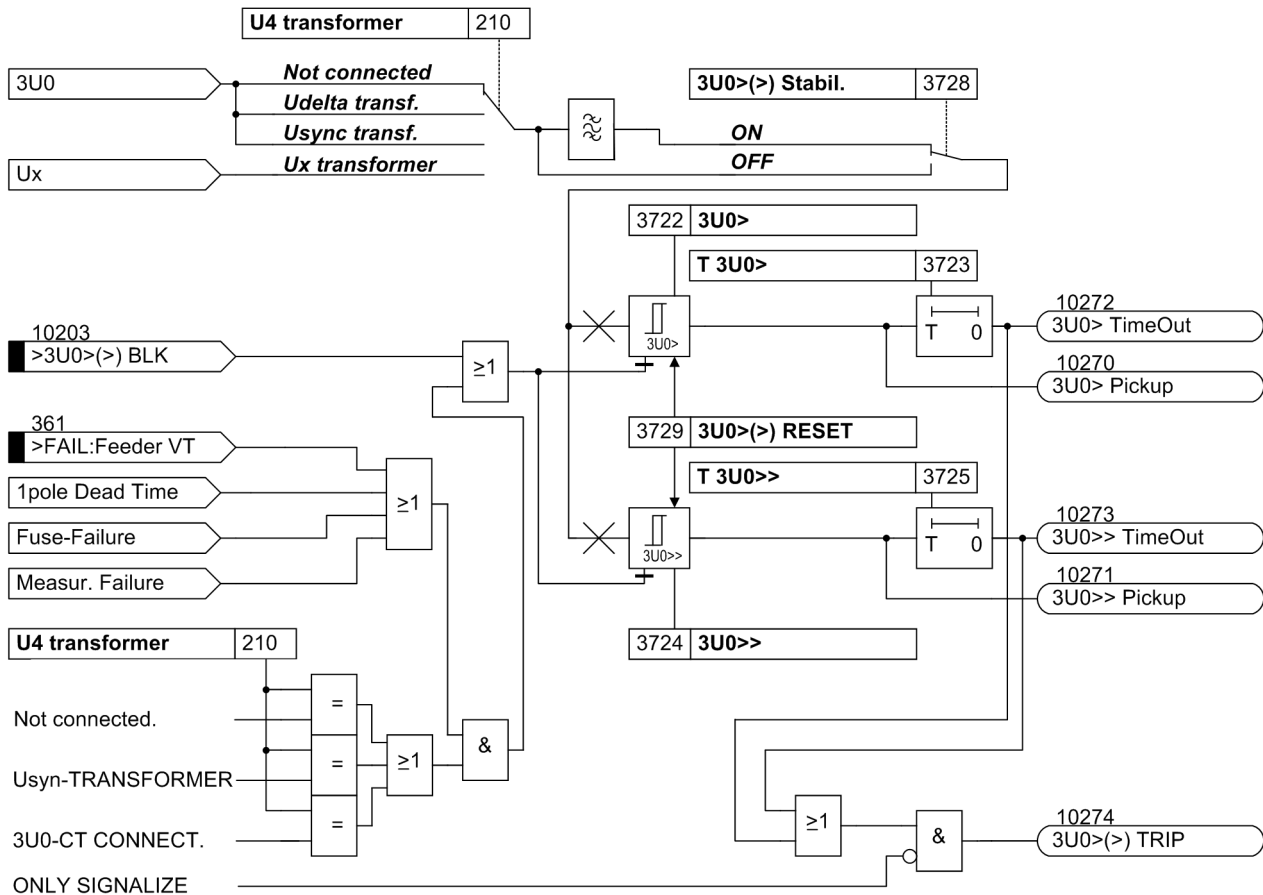 U4 transformer 210
3U0
Not connected
Udelta transf.
Usync transf.
Ux transformer
Ux
3U0>(>) Stabil. 3728
ON
OFF
3722 3U0>
T 3U0> 3723
3U0>
T 0
10272
3U0> TimeOut
10270
3U0> Pickup
10203
>3U0>(>) BLK
≥1
361
>FAIL:Feeder VT
1pole Dead Time
Fuse-Failure
Measur. Failure
≥1
3729 3U0>(>) RESET
T 3U0>> 3725
3U0>>
T 0
10273
3U0>> TimeOut
10271
3U0>> Pickup
3724 3U0>>
U4 transformer 210
Not connected.
=
Usyn-TRANSFORMER
=
≥1
&
3U0-CT CONNECT.
=
ONLY SIGNALIZE
≥1
&
10274
3U0>(>) TRIP